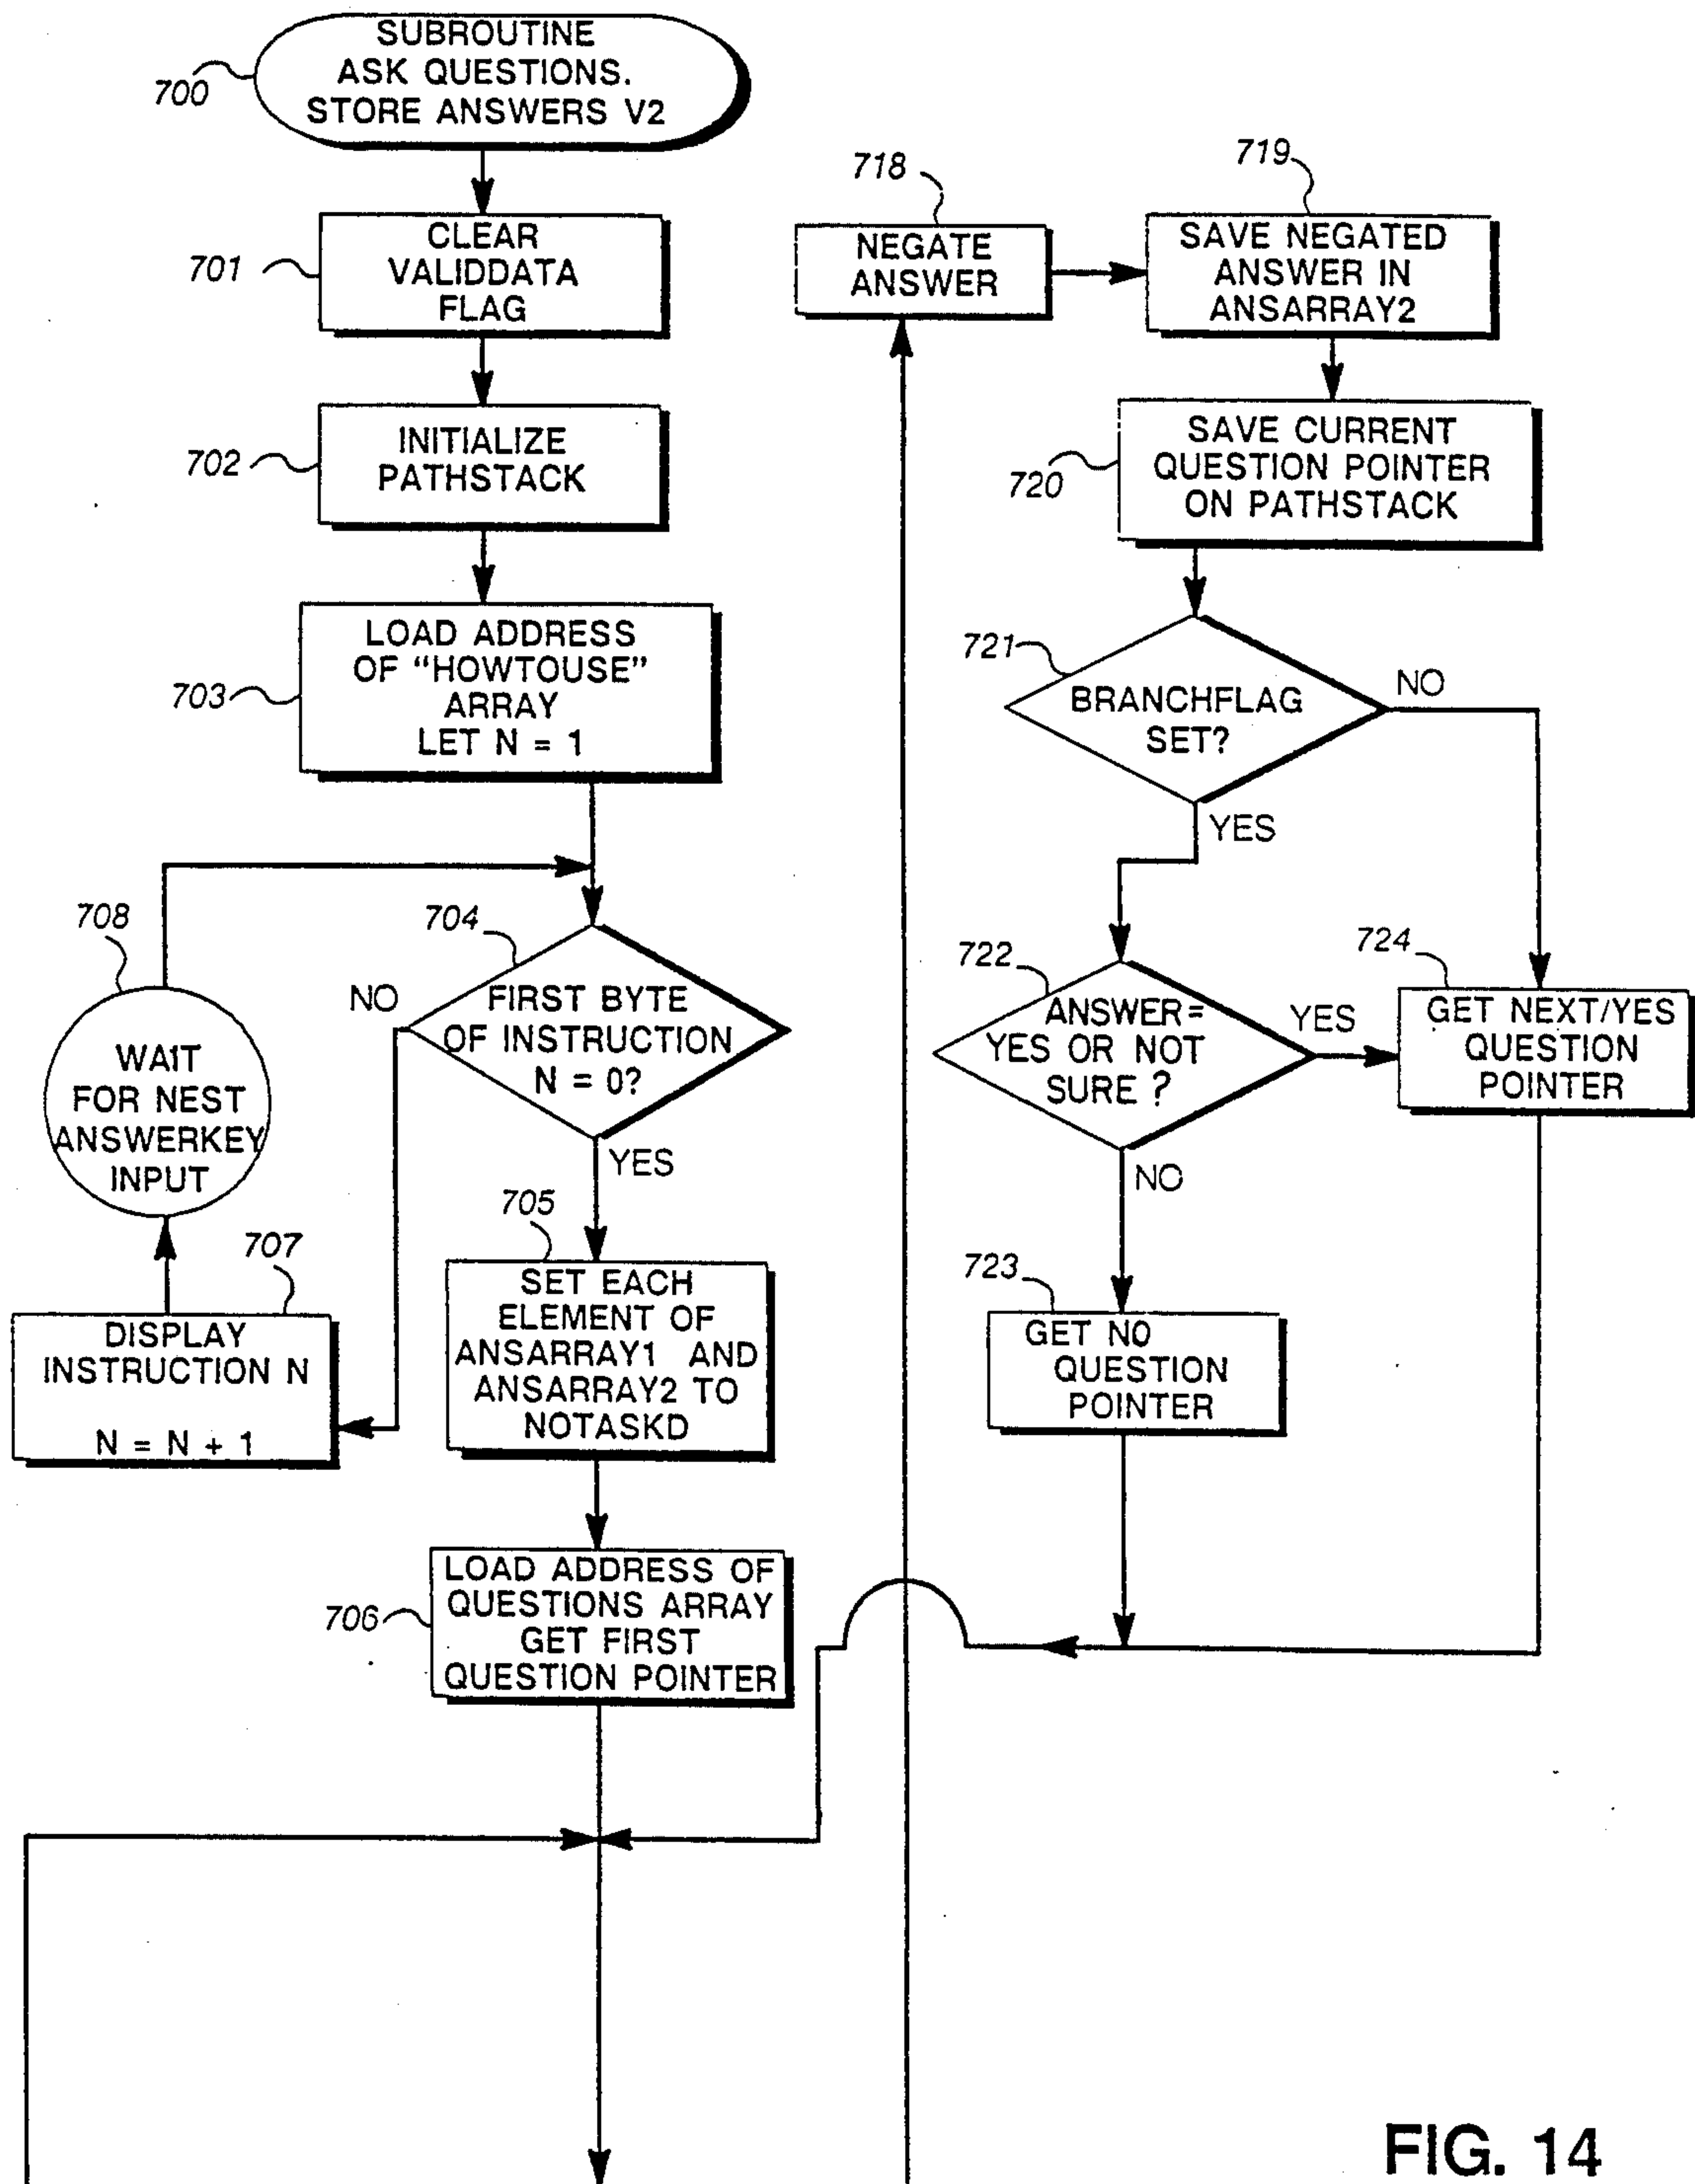 SUBROUTINE
ASK QUESTIONS.
STORE ANSWERS V2
700
CLEAR
VALIDDATA
FLAG
701
INITIALIZE
PATHSTACK
702
LOAD ADDRESS
OF "HOWTOUSE"
ARRAY
LET N = 1
703
704
NO
FIRST BYTE
OF INSTRUCTION
N = 0?
YES
708
WAIT
FOR NEST
ANSWERKEY
INPUT
707
DISPLAY
INSTRUCTION N
N = N + 1
705
SET EACH
ELEMENT OF
ANSARRAY1 AND
ANSARRAY2 TO
NOTASKD
706
LOAD ADDRESS OF
QUESTIONS ARRAY
GET FIRST
QUESTION POINTER
718
NEGATE
ANSWER
719
SAVE NEGATED
ANSWER IN
ANSARRAY2
720
SAVE CURRENT
QUESTION POINTER
ON PATHSTACK
721
BRANCHFLAG
SET?
NO
YES
722
ANSWER=
YES OR NOT
SURE ?
YES
NO
724
GET NEXT/YES
QUESTION
POINTER
723
GET NO
QUESTION
POINTER
FIG. 14